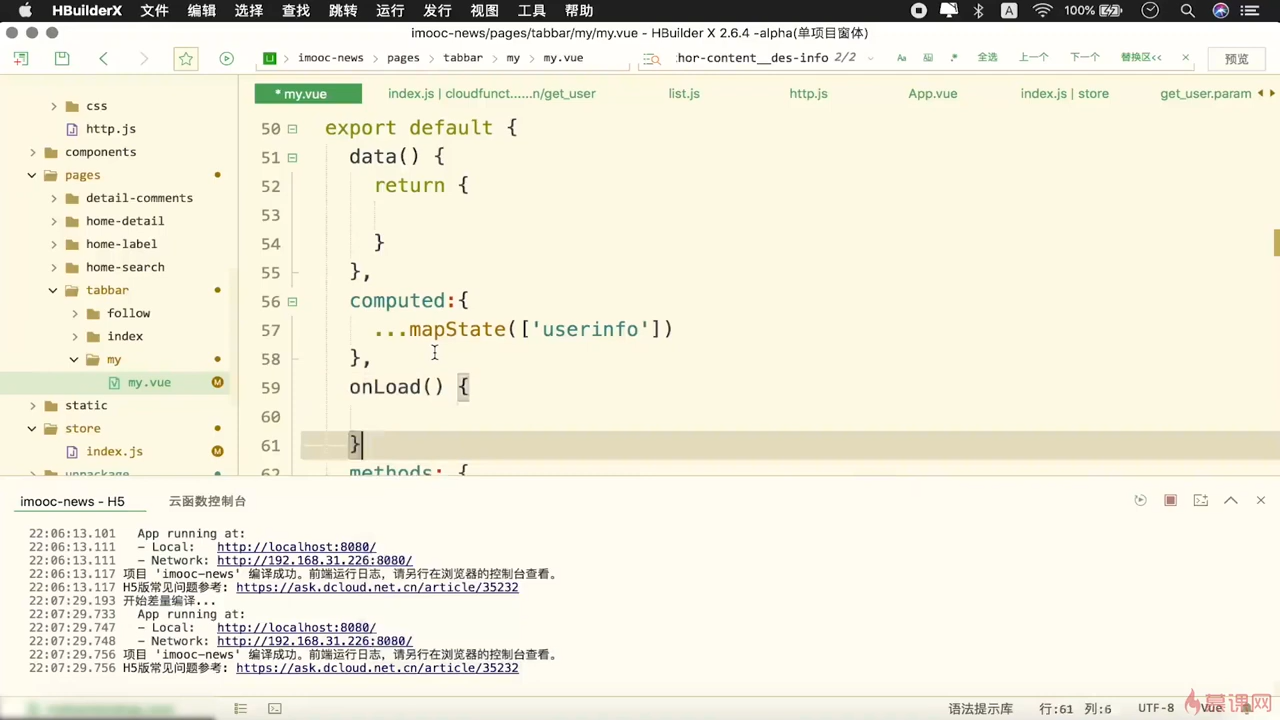 HBuilderX 文件 编辑 选择 查找 跳转 运行 发行 视图 工具 帮助 A 100%
imooc-news/pages/tabbar/my/my.vue - HBuilder X 2.6.4 -alpha(单项目窗体)
imooc-news pages tabbar my my.vue :hor-content__des-info 2/2 Aa .* 全选 上一个 下一个 替换区<< 预览
css
http.js
components
pages
detail-comments
home-detail
home-label
home-search
tabbar
follow
index
my
my.vue M
static
store
index.js M
unpackage
* my.vue index.js | cloudfunct......n/get_user list.js http.js App.vue index.js | store get_user.param
50 export default {
51 data() {
52 return {
53
54 }
55 },
56 computed:{
57 ...mapState(['userinfo'])
58 },
59 onLoad() {
60
61 }
62 methods: {
imooc-news - H5 云函数控制台
22:06:13.101 App running at:
22:06:13.111 - Local: http://localhost:8080/
22:06:13.111 - Network: http://192.168.31.226:8080/
22:06:13.117 项目 'imooc-news' 编译成功。前端运行日志，请另行在浏览器的控制台查看。
22:06:13.117 H5版常见问题参考: https://ask.dcloud.net.cn/article/35232
22:07:29.193 开始差量编译...
22:07:29.733 App running at:
22:07:29.747 - Local: http://localhost:8080/
22:07:29.748 - Network: http://192.168.31.226:8080/
22:07:29.756 项目 'imooc-news' 编译成功。前端运行日志，请另行在浏览器的控制台查看。
22:07:29.756 H5版常见问题参考: https://ask.dcloud.net.cn/article/35232
语法提示库 行:61 列:6 UTF-8 Vue
慕课网